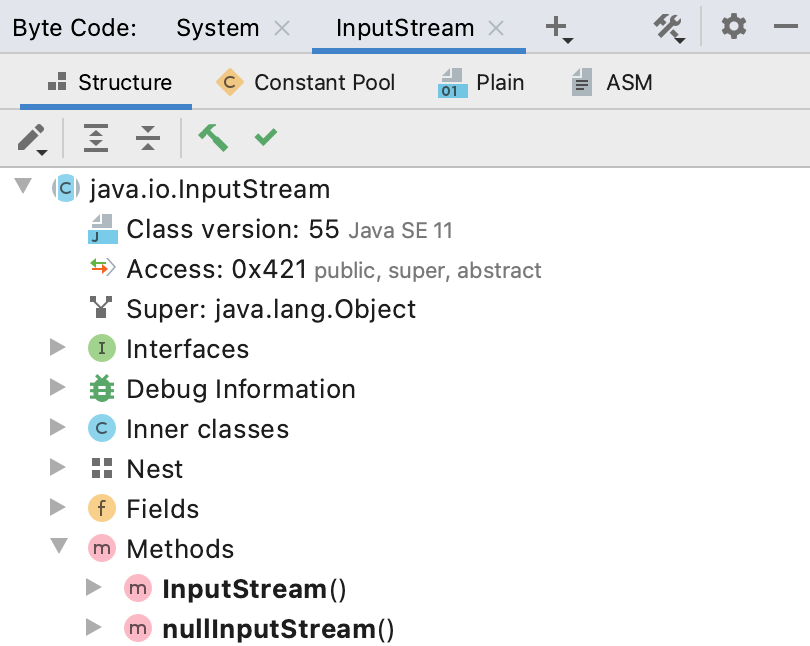 Byte Code: System InputStream
Structure C Constant Pool 01 Plain ASM
C java.io.InputStream
J Class version: 55 Java SE 11
Access: 0x421 public, super, abstract
Super: java.lang.Object
I Interfaces
Debug Information
C Inner classes
Nest
f Fields
m Methods
m InputStream()
m nullInputStream()